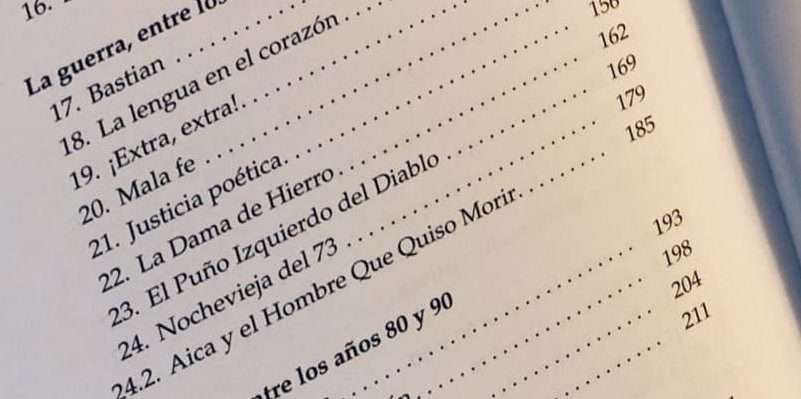 16.
La guerra, entre
17. Bastian
18. La lengua en el corazón
19. ¡Extra, extra!
20. Mala fe
21. Justicia poética
22. La Dama de Hierro 162
23. El Puño Izquierdo del Diablo 169
24. Nochevieja del 73 179
24.2. Aica y el Hombre Que Quiso Morir 185
los años 80 y 90
193
198
204
211